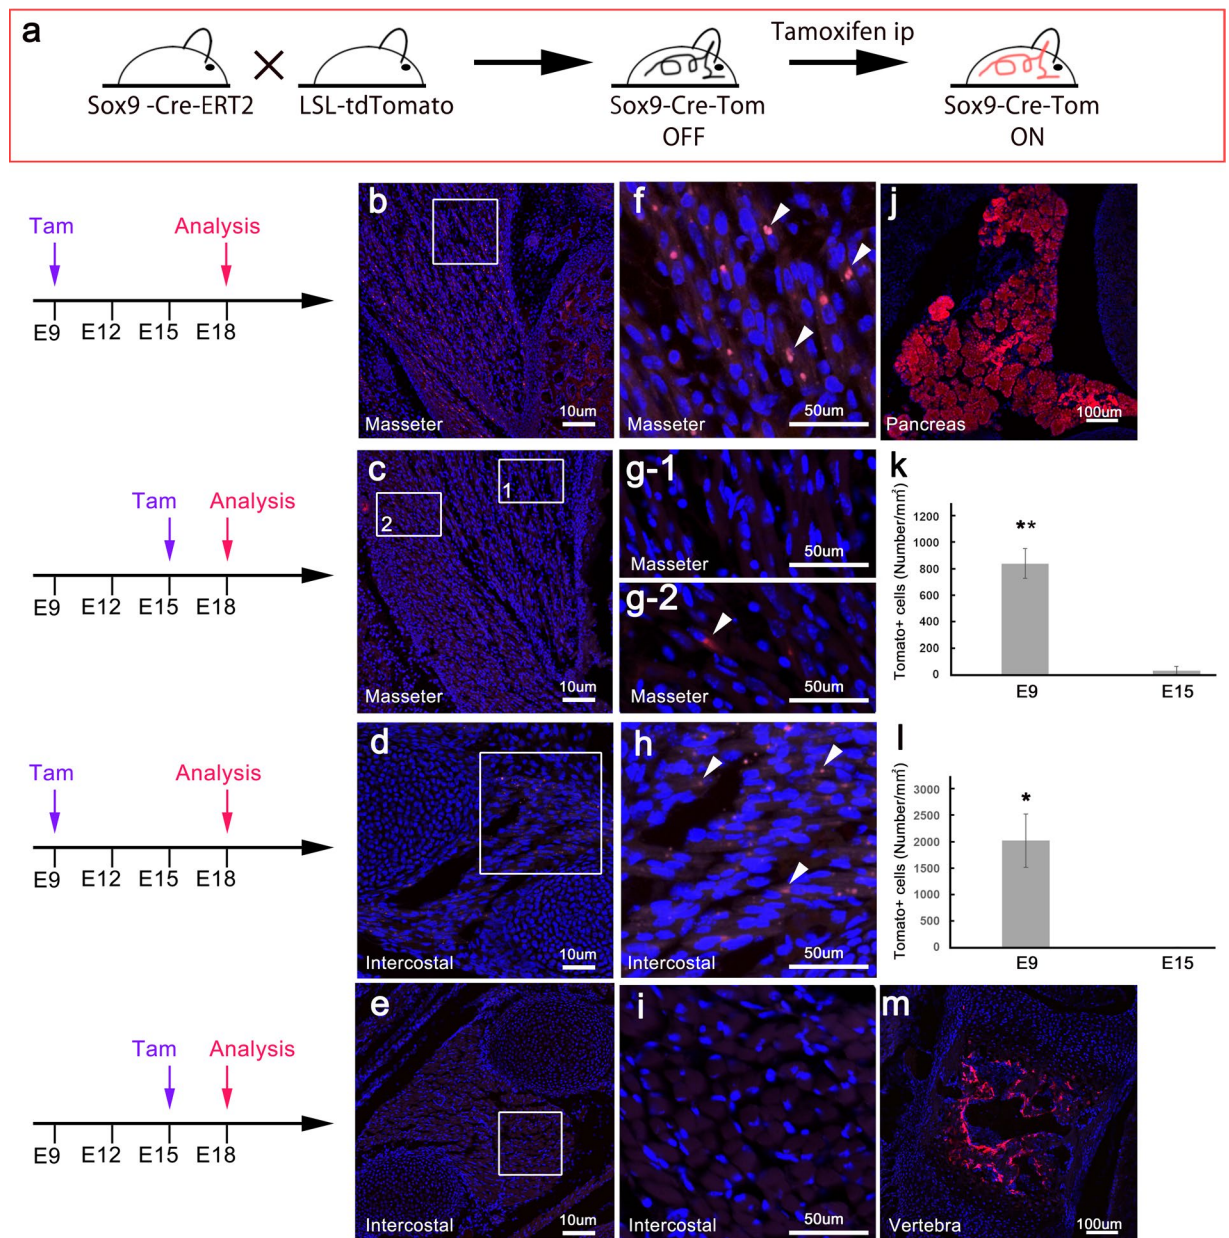 a
Tamoxifen ip
Sox9 -Cre-ERT2
LSL-tdTomato
Sox9-Cre-Tom
OFF
Sox9-Cre-Tom
ON
Tam
Analysis
E9 E12 E15 E18
b
Masseter
10um
f
Masseter
50um
j
Pancreas
100um
Tam
Analysis
E9 E12 E15 E18
c
1
2
Masseter
10um
g-1
50um
Masseter
g-2
50um
Masseter
k
Tomato+ cells (Number/mm²)
1200
1000
800
600
400
200
0
**
E9 E15
Tam
Analysis
E9 E12 E15 E18
d
Intercostal
10um
h
Intercostal
50um
l
Tomato+ cells (Number/mm²)
3000
2500
2000
1500
1000
500
0
*
E9 E15
Tam
Analysis
E9 E12 E15 E18
e
Intercostal
10um
i
Intercostal
50um
m
Vertebra
100um